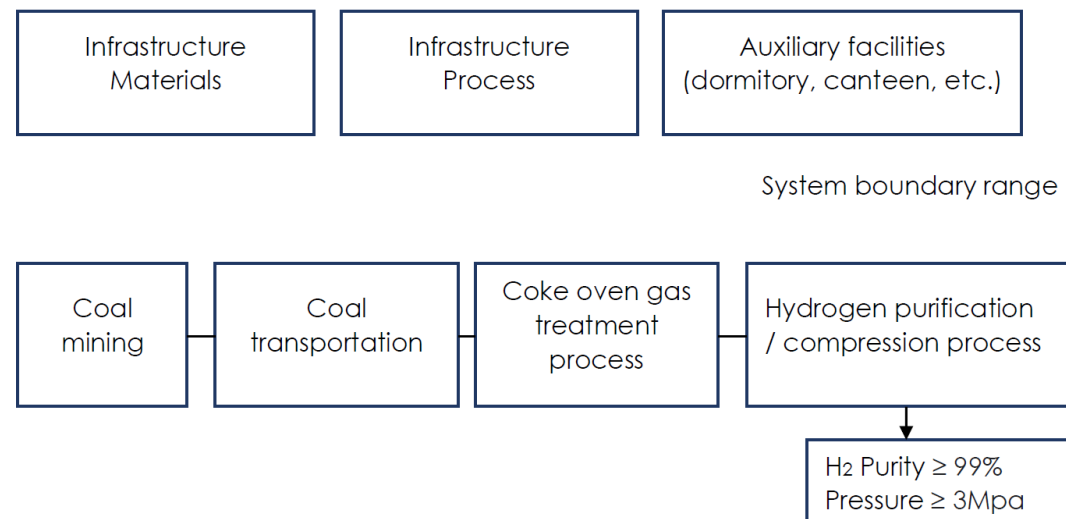 Infrastructure
Materials
Infrastructure
Process
Auxiliary facilities
(dormitory, canteen, etc.)
System boundary range
Coal
mining
Coal
transportation
Coke oven gas
treatment
process
Hydrogen purification
/ compression process
H2 Purity ≥ 99%
Pressure ≥ 3Mpa